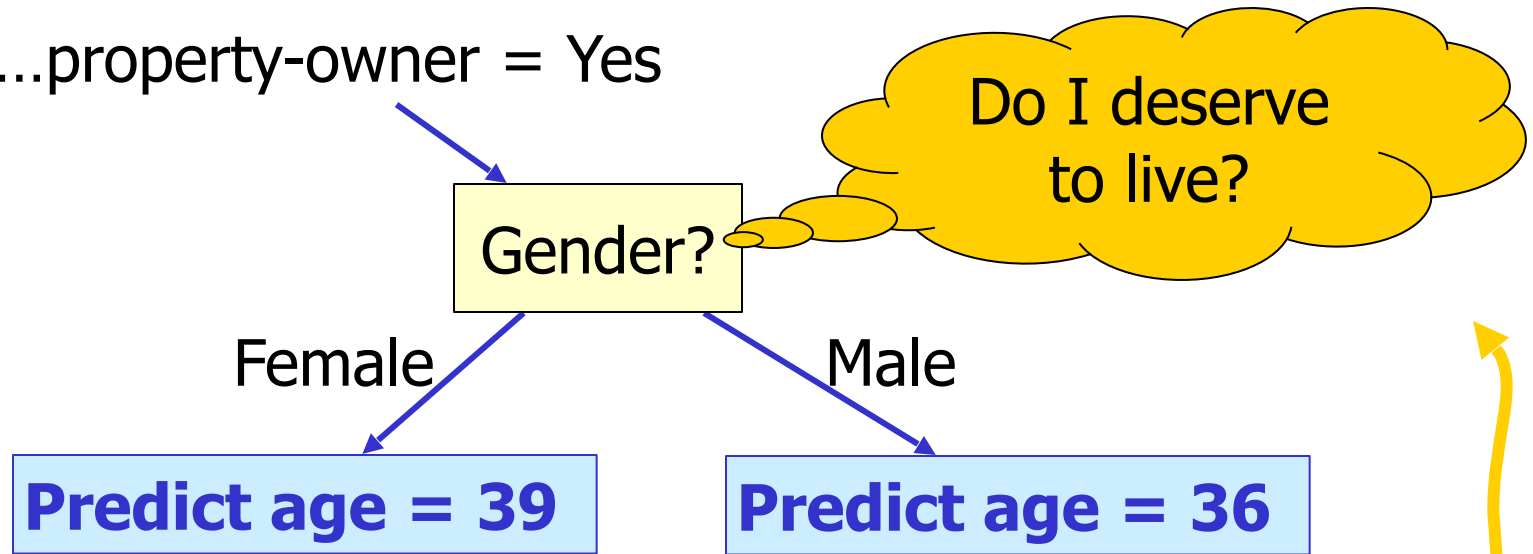 ...property-owner = Yes
Do I deserve
to live?
Gender?
Female
Male
Predict age = 39
Predict age = 36